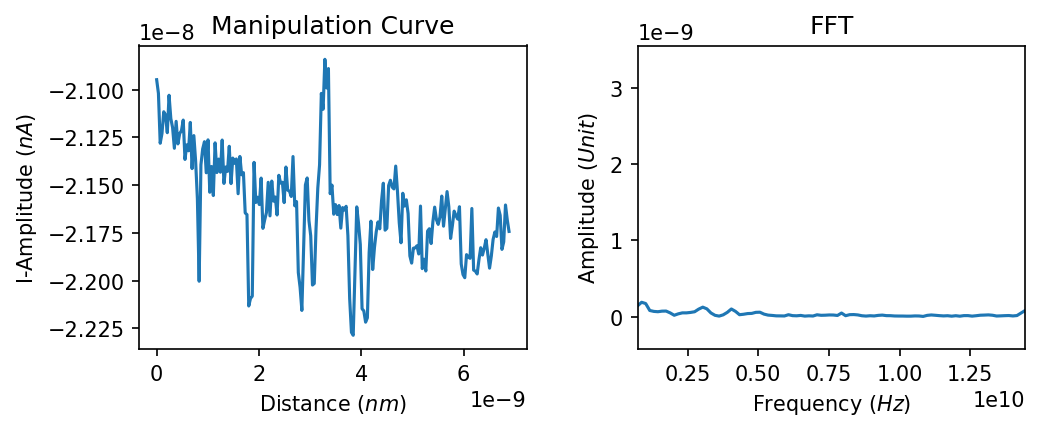 Manipulation Curve
1e−8
−2.100
−2.125
−2.150
−2.175
−2.200
−2.225
I-Amplitude (nA)
0 2 4 6
1e−9
Distance (nm)
FFT
1e−9
3
2
1
0
Amplitude (Unit)
0.25 0.50 0.75 1.00 1.25
1e10
Frequency (Hz)